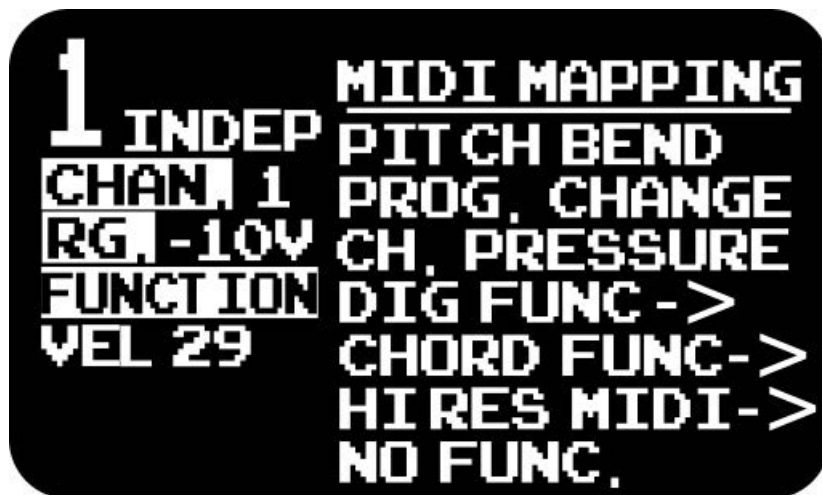 1 INDEP
CHAN. 1
RG. -10V
FUNCTION
VEL 29
MIDI MAPPING
PITCH BEND
PROG. CHANGE
CH. PRESSURE
DIG FUNC ->
CHORD FUNC->
HIRES MIDI->
NO FUNC.